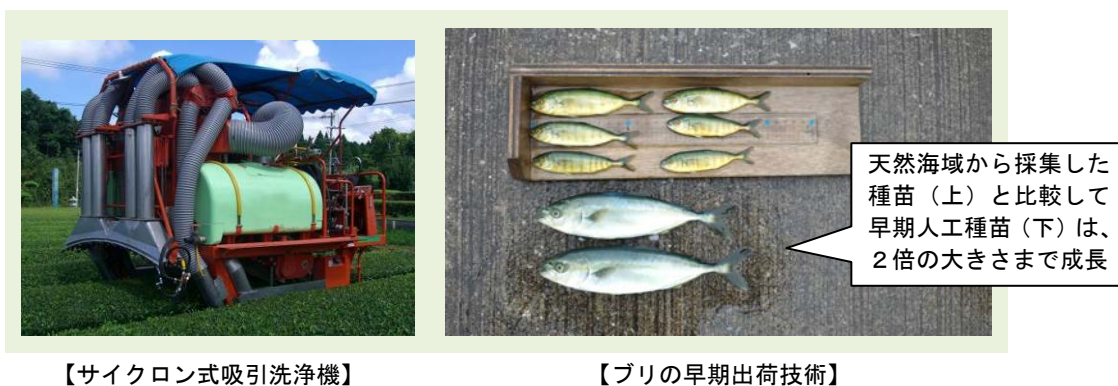 天然海域から採集した
種苗（上）と比較して
早期人工種苗（下）は、
２倍の大きさまで成長
【サイクロン式吸引洗浄機】
【ブリの早期出荷技術】